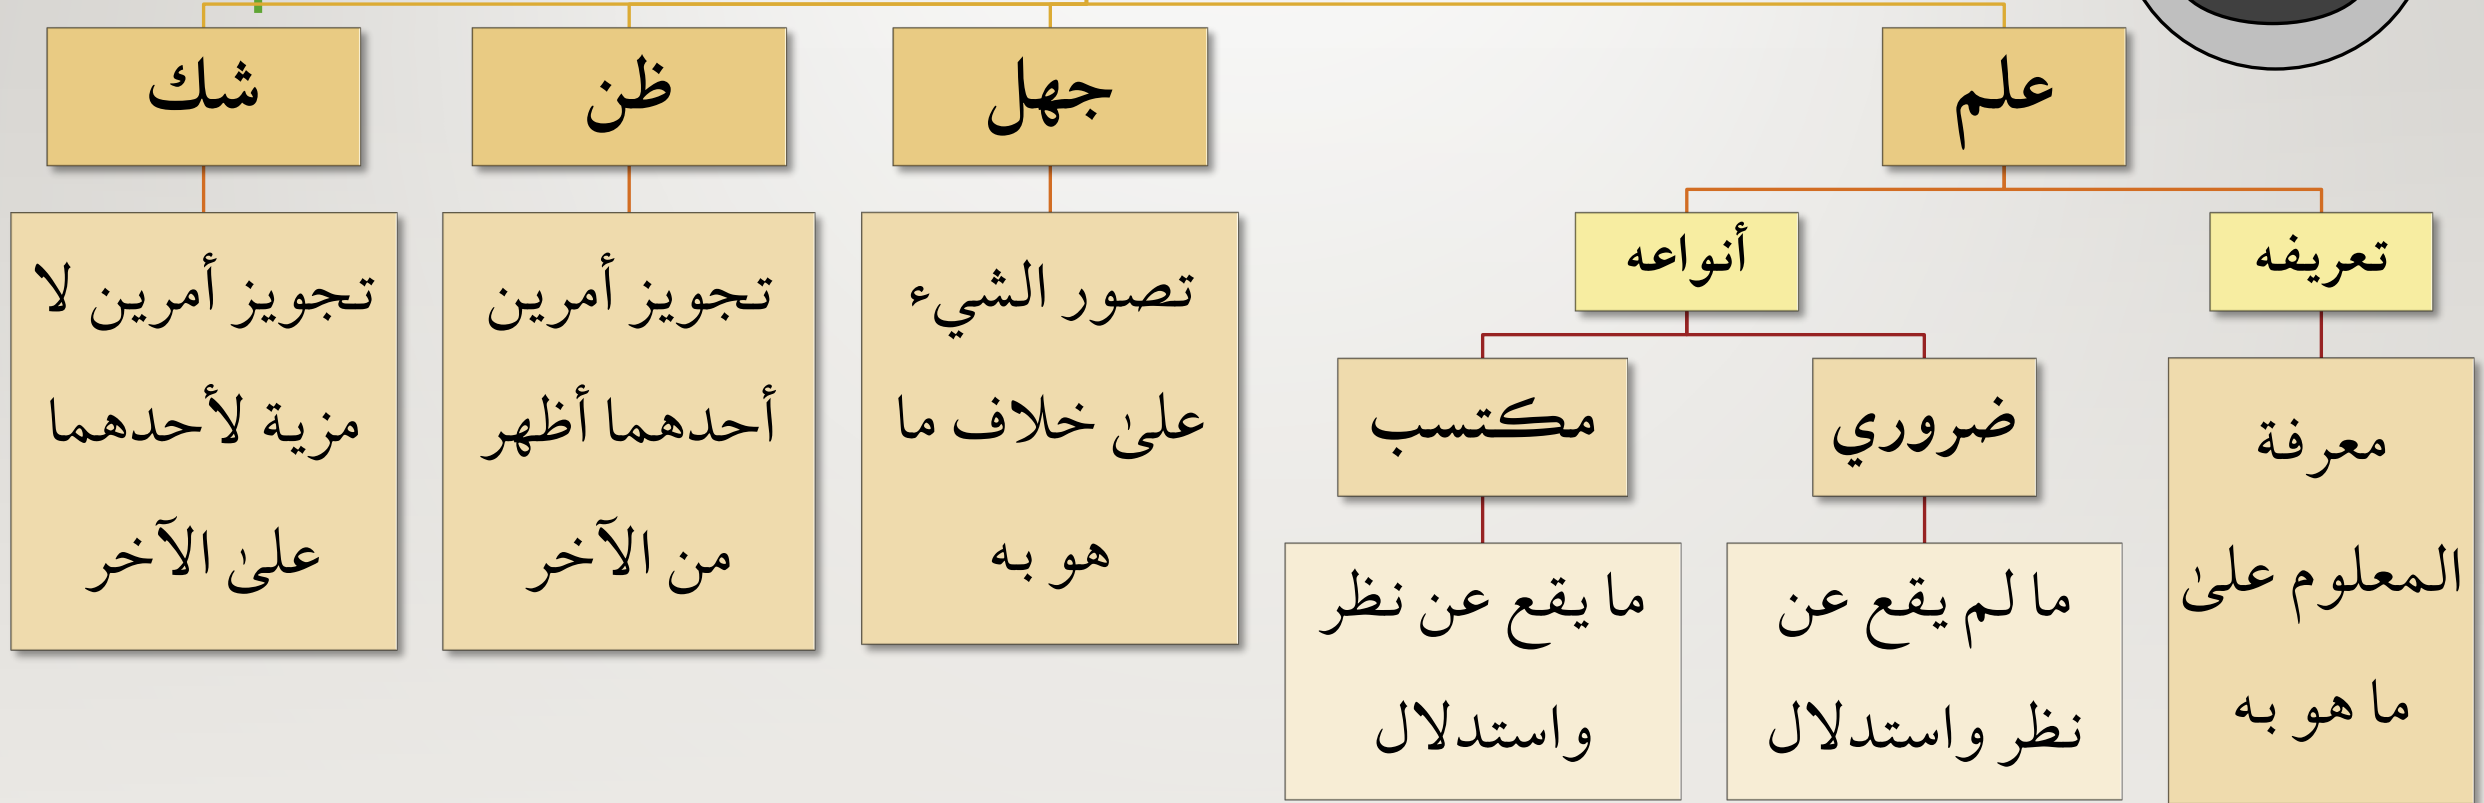 علم
جهل
ظن
شك
تعريفه
أنواعه
معرفة
المعلوم علىٰ
ما هو به
ضروري
مكتسب
ما لم يقع عن
نظر واستدلال
ما يقع عن نظر
واستدلال
تصور الشيء
علىٰ خلاف ما
هو به
تجويز أمرين
أحدهما أظهر
من الآخر
تجويز أمرين لا
مزية لأحدهما
علىٰ الآخر